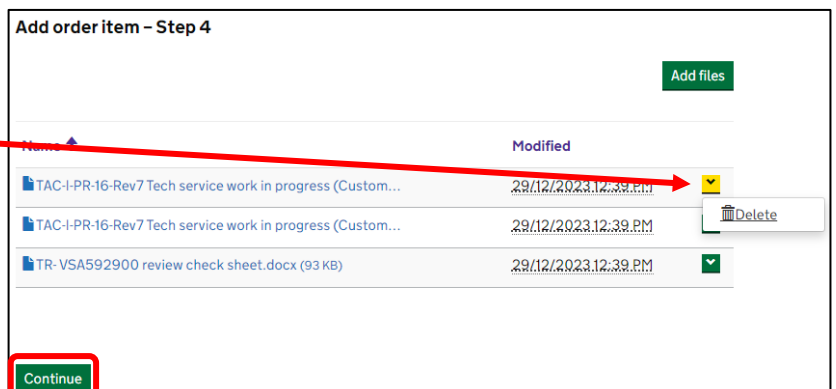 Add order item – Step 4
Add files
Name Modified
TAC-I-PR-16-Rev7 Tech service work in progress (Custom... 29/12/2023 12:39 PM
Delete
TAC-I-PR-16-Rev7 Tech service work in progress (Custom... 29/12/2023 12:39 PM
TR- VSA592900 review check sheet.docx (93 KB) 29/12/2023 12:39 PM
Continue